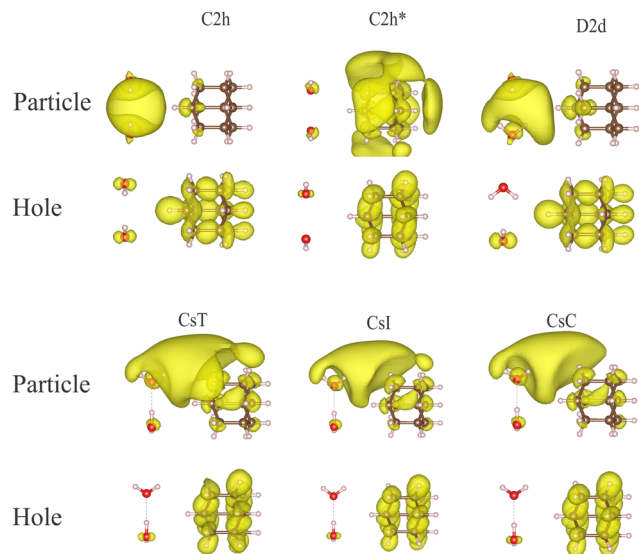 C2h C2h* D2d
Particle
Hole
CsT CsI CsC
Particle
Hole